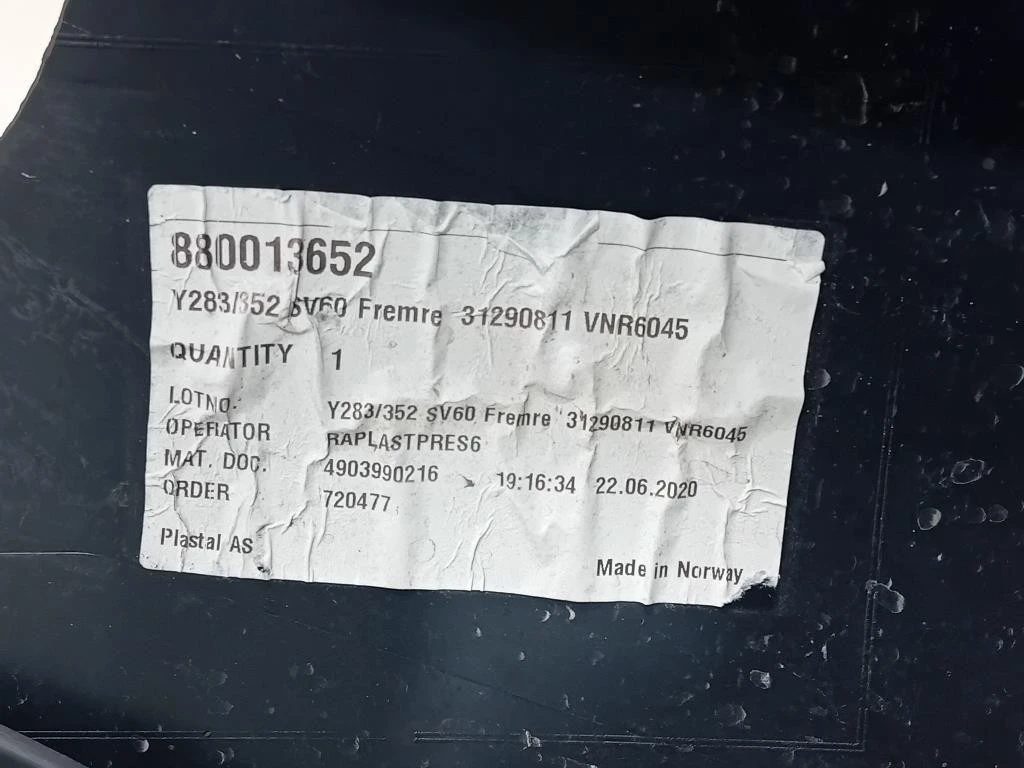 880013652
Y283/352 SV60 Fremre 31290811 VNR6045
QUANTITY 1
LOTNO. Y283/352 SV60 Fremre 31290811 VNR6045
OPERATOR RAPLASTPRES6
MAT. DOC. 4903990216 19:16:34 22.06.2020
ORDER 720477
Plastal AS
Made in Norway